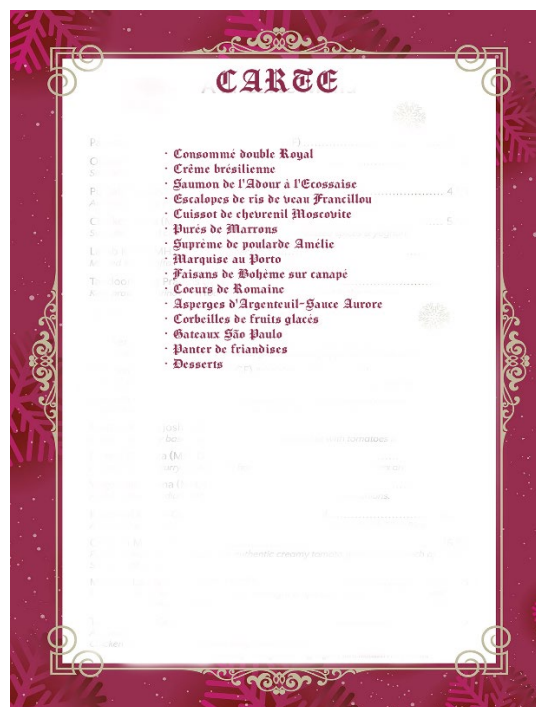 CARTE
· Consommé double Royal
· Crême brésilienne
· Saumon de l'Adour à l'Ecossaise
· Escalopes de ris de veau Francillou
· Cuissot de chevrenil Moscovite
· Purés de Marrons
· Suprême de poularde Amélie
· Marquise au Porto
· Faisans de Bohême sur canapé
· Coeurs de Romaine
· Asperges d'Argenteuil-Sauce Aurore
· Corbeilles de fruits glacés
· Gateaux São Paulo
· Panter de friandises
· Desserts